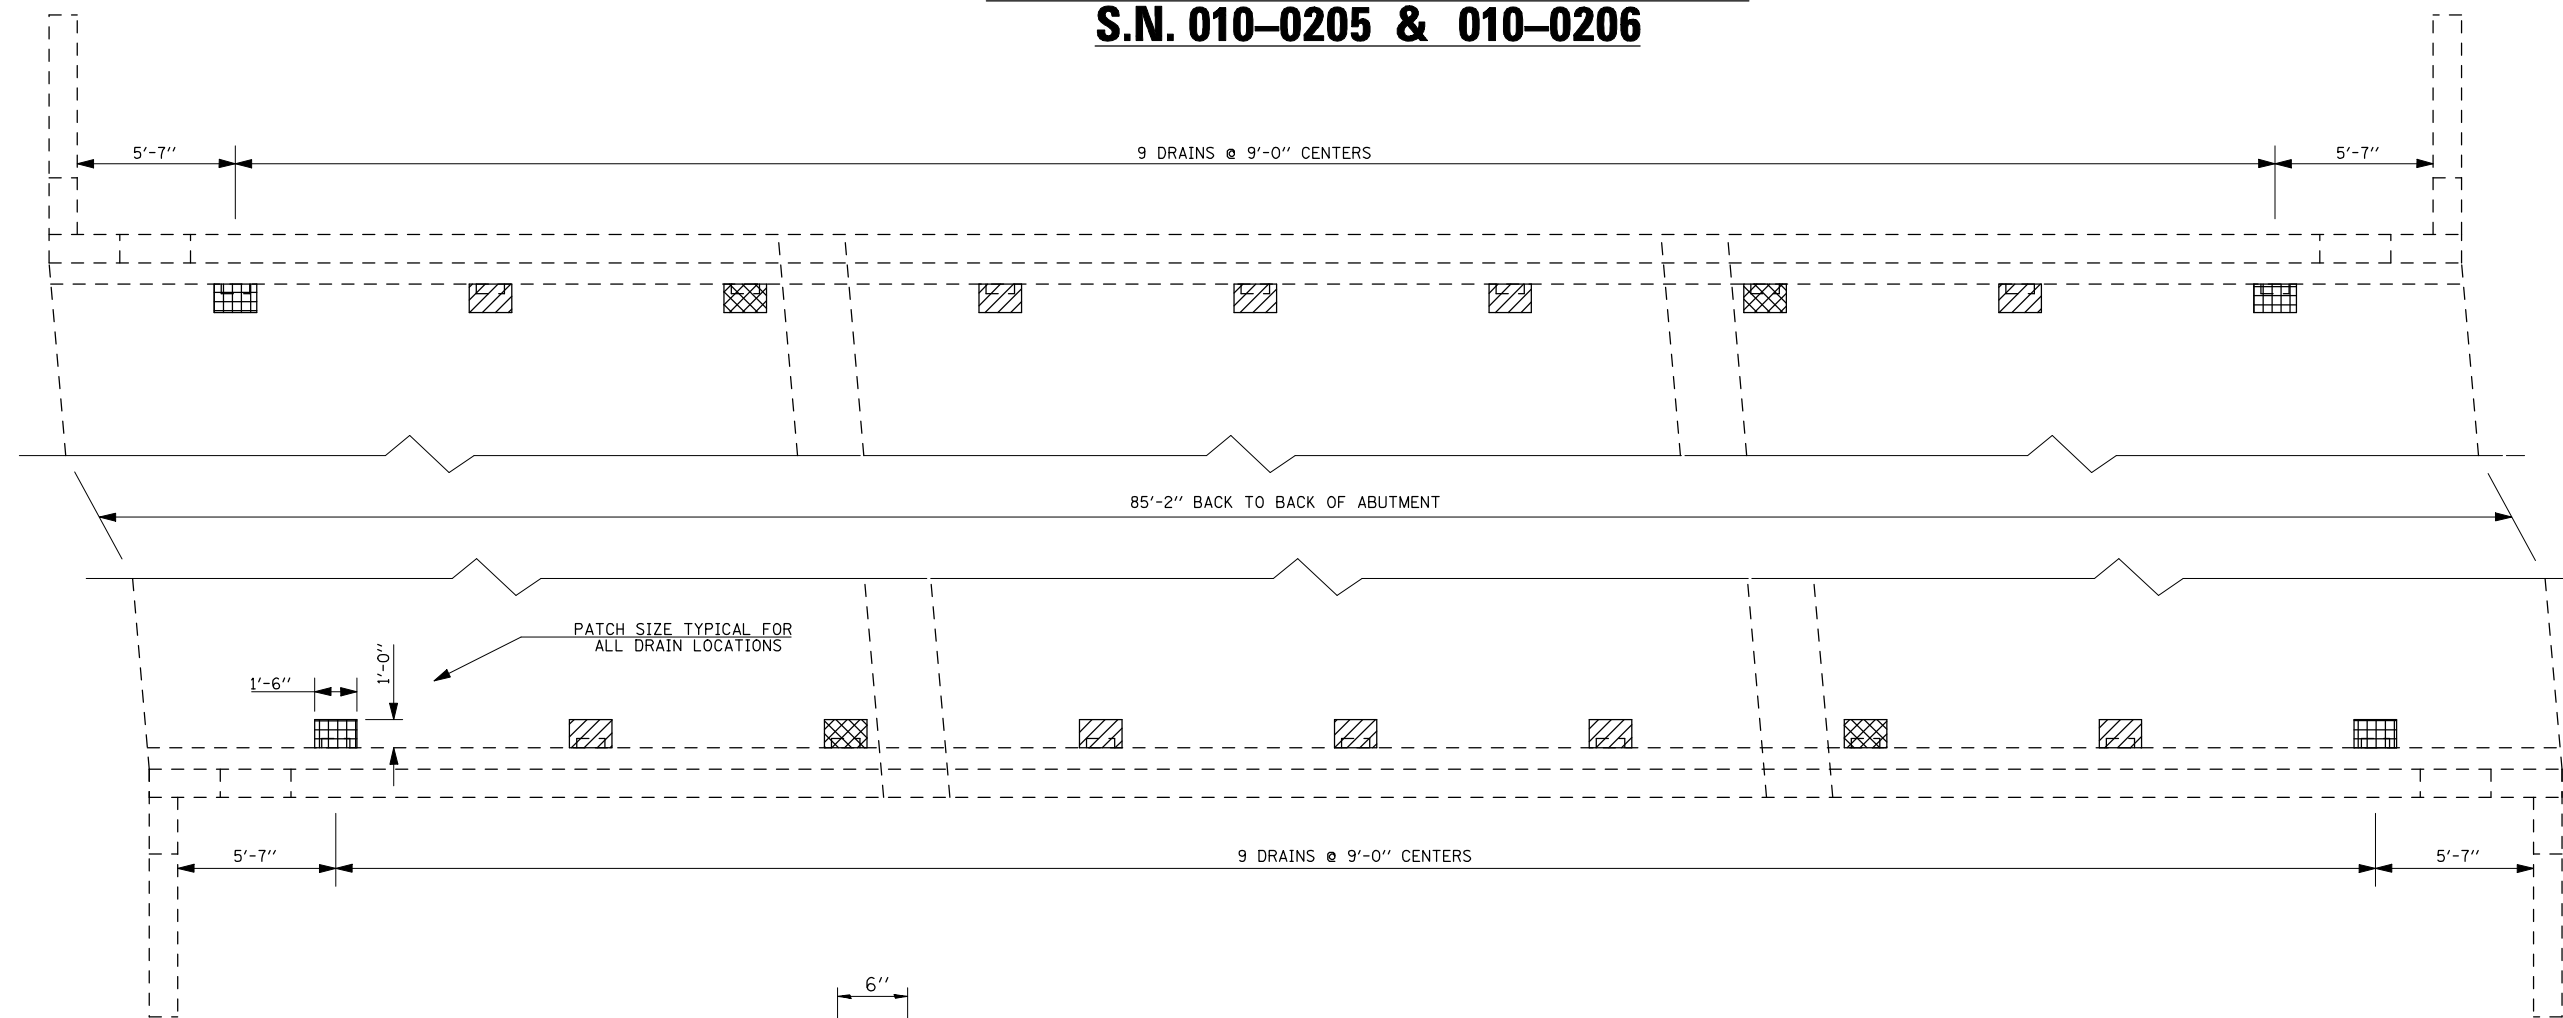 S.N. 010–0205 & 010–0206
5'-7"
9 DRAINS @ 9'-0" CENTERS
5'-7"
85'-2" BACK TO BACK OF ABUTMENT
PATCH SIZE TYPICAL FOR
ALL DRAIN LOCATIONS
1'-6"
1'-0"
5'-7"
9 DRAINS @ 9'-0" CENTERS
5'-7"
6"